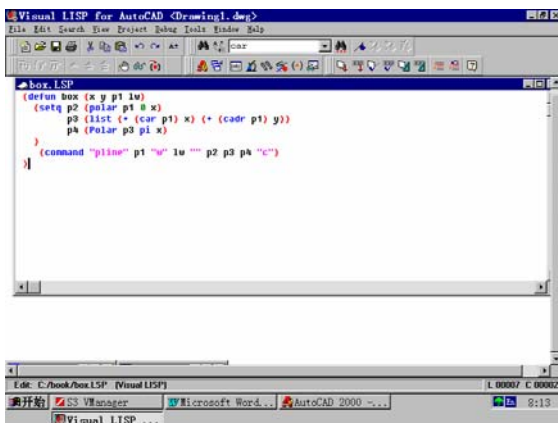 Visual LISP for AutoCAD <Drawing1.dwg>
File Edit Search View Project Debug Tools Window Help
car
box.LSP
(defun box (x y p1 lw)
(setq p2 (polar p1 0 x)
p3 (list (+ (car p1) x) (+ (cadr p1) y))
p4 (Polar p3 pi x)
)
(command "pline" p1 "w" lw "" p2 p3 p4 "c")
)
Edit: C:/book/box.LSP (Visual LISP)
L 00007 C 00002
开始 S3 VManager Microsoft Word... AutoCAD 2000 -... En 8:13
Visual LISP ...